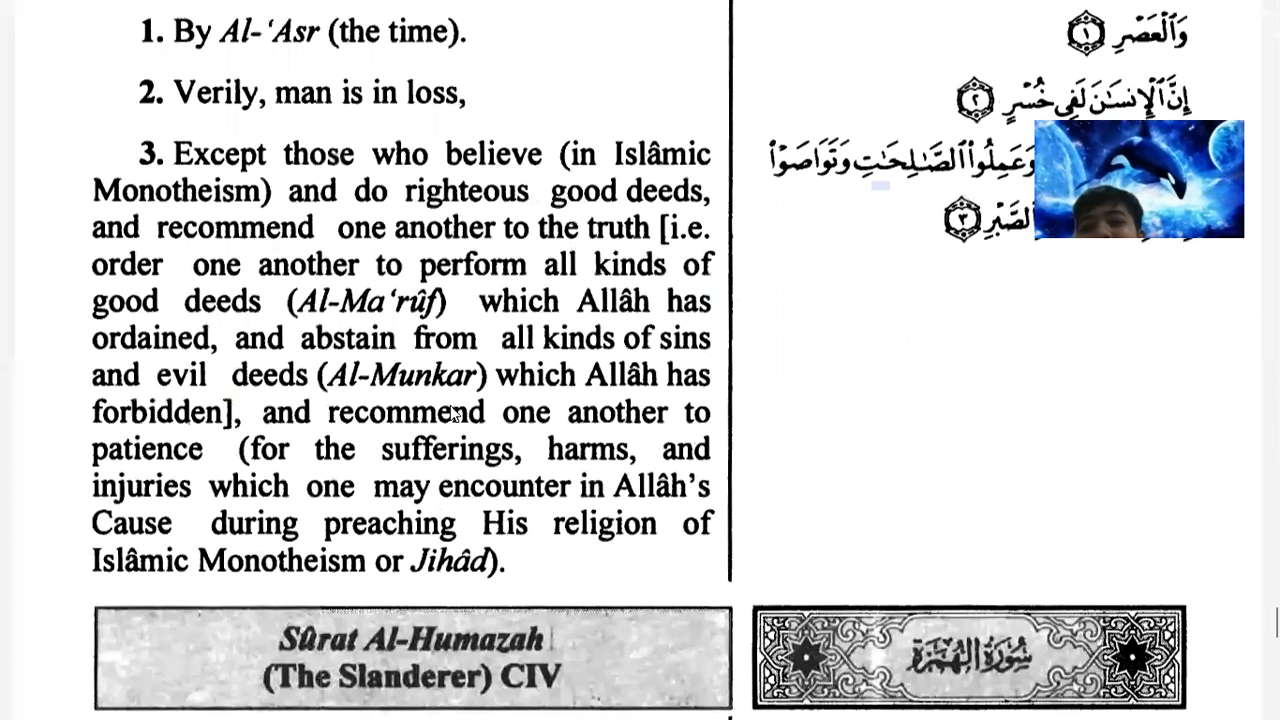 1. By Al-‘Asr (the time).
2. Verily, man is in loss,
3. Except those who believe (in Islâmic
Monotheism) and do righteous good deeds,
and recommend one another to the truth [i.e.
order one another to perform all kinds of
good deeds (Al-Ma‘rûf) which Allâh has
ordained, and abstain from all kinds of sins
and evil deeds (Al-Munkar) which Allâh has
forbidden], and recommend one another to
patience (for the sufferings, harms, and
injuries which one may encounter in Allâh’s
Cause during preaching His religion of
Islâmic Monotheism or Jihâd).
Sûrat Al-Humazah
(The Slanderer) CIV
وَٱلْعَصْرِ ١
إِنَّ ٱلْإِنسَـٰنَ لَفِى خُسْرٍ ٢
وَعَمِلُوا۟ ٱلصَّـٰلِحَـٰتِ وَتَوَاصَوْا۟
ٱلصَّبْرِ ٣
سُورَةُ الهُمَزَةِ